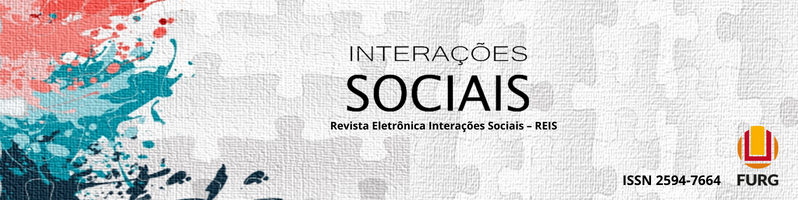 INTERAÇÕES
SOCIAIS
Revista Eletrônica Interações Sociais – REIS
ISSN 2594-7664
FURG